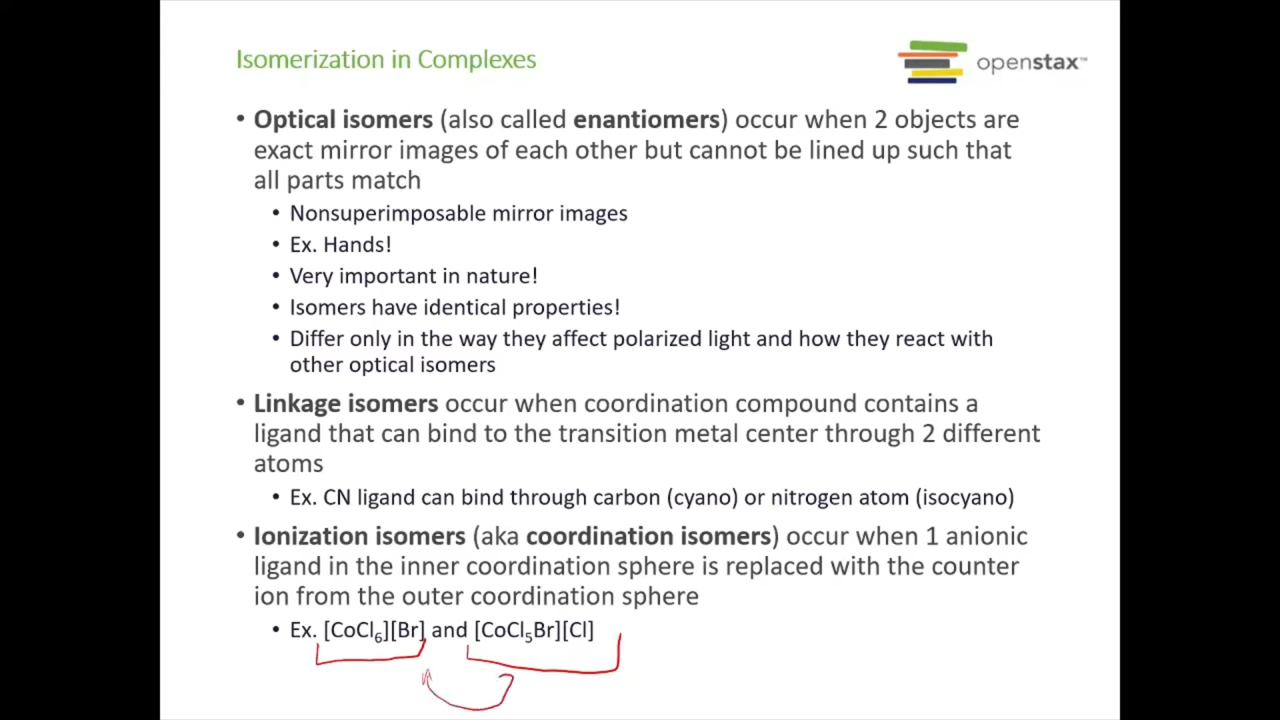 Isomerization in Complexes
openstax™
• Optical isomers (also called enantiomers) occur when 2 objects are
exact mirror images of each other but cannot be lined up such that
all parts match
• Nonsuperimposable mirror images
• Ex. Hands!
• Very important in nature!
• Isomers have identical properties!
• Differ only in the way they affect polarized light and how they react with
other optical isomers
• Linkage isomers occur when coordination compound contains a
ligand that can bind to the transition metal center through 2 different
atoms
• Ex. CN ligand can bind through carbon (cyano) or nitrogen atom (isocyano)
• Ionization isomers (aka coordination isomers) occur when 1 anionic
ligand in the inner coordination sphere is replaced with the counter
ion from the outer coordination sphere
• Ex. [CoCl₆][Br] and [CoCl₅Br][Cl]